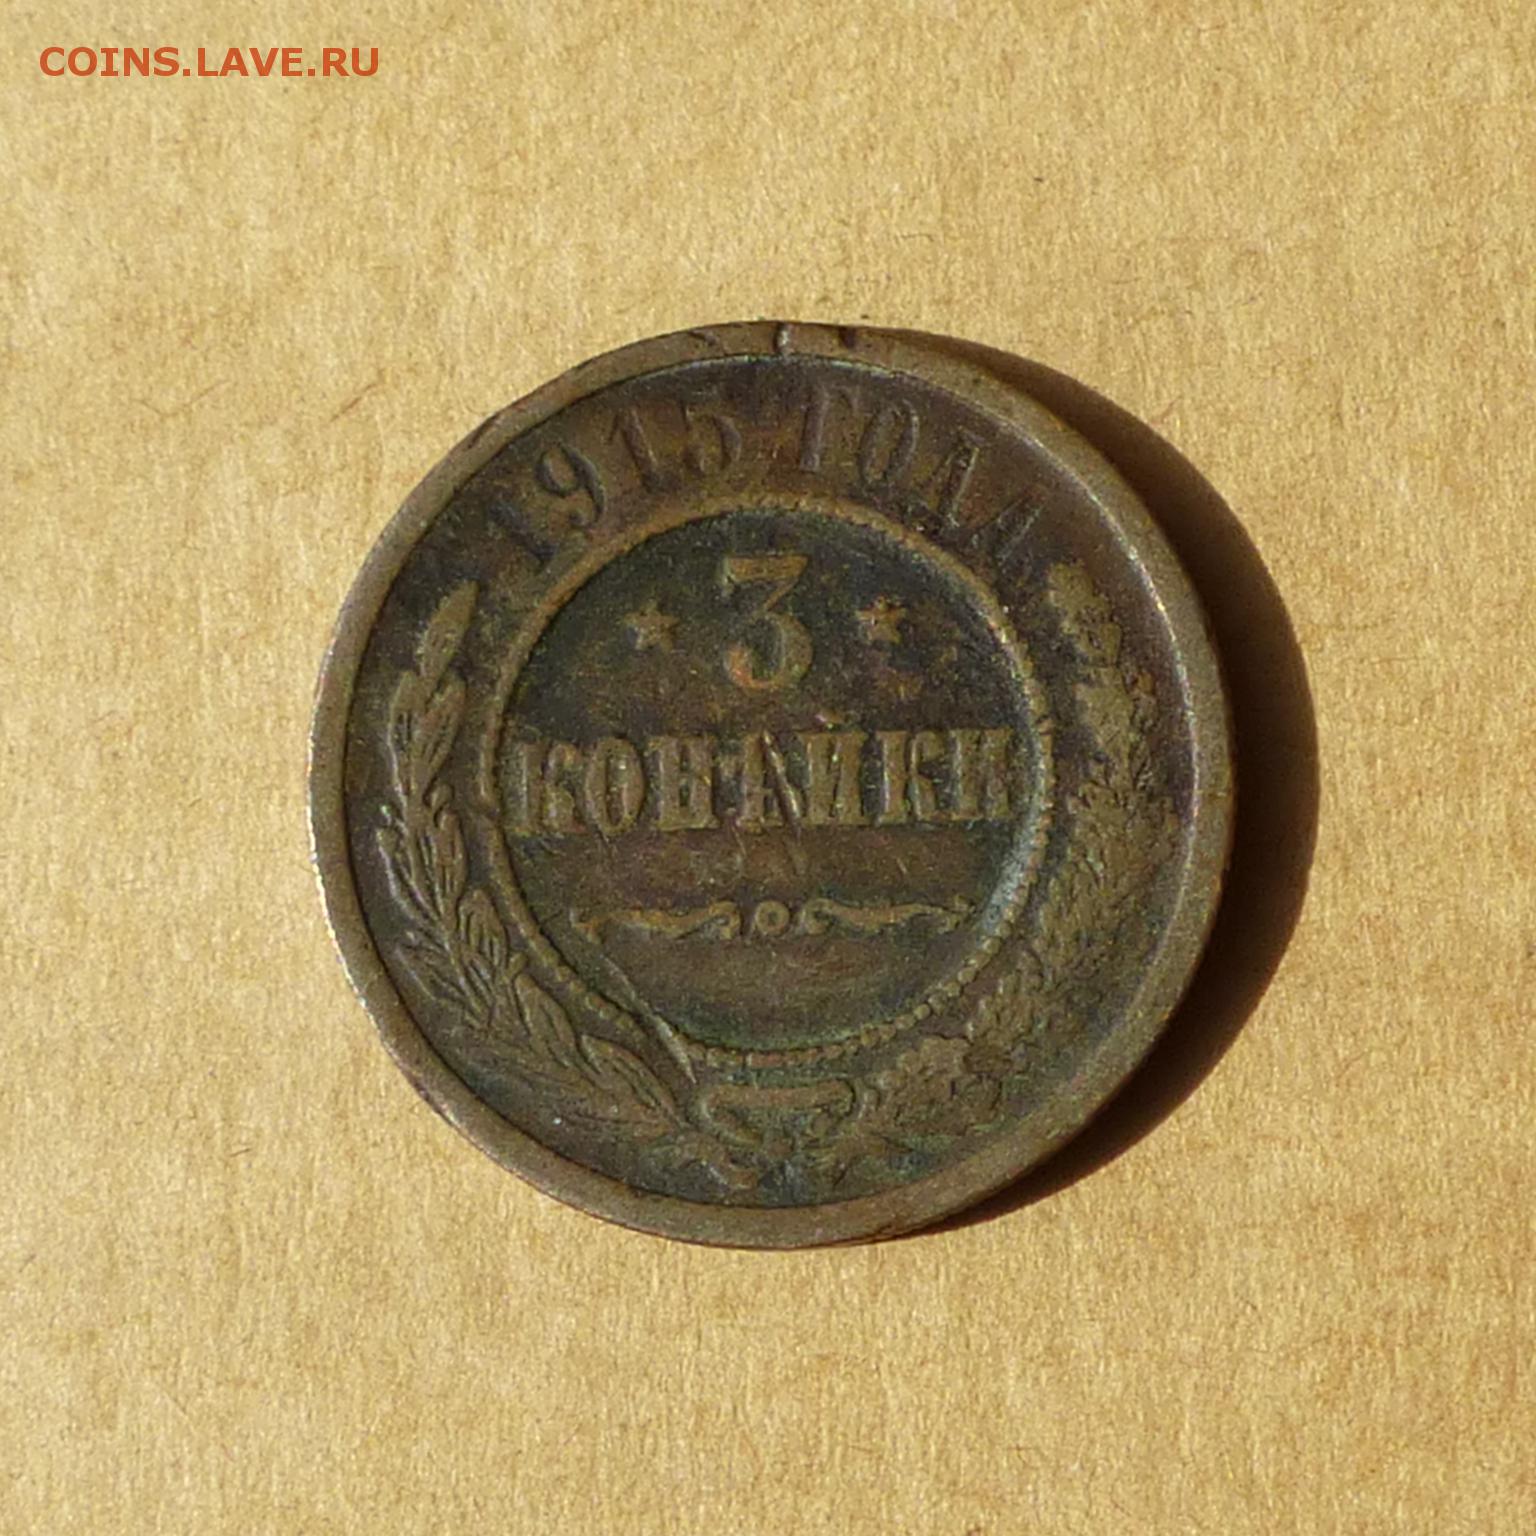 COINS.LAVE.RU
1915 ГОДА
3
КОПѢЙКИ